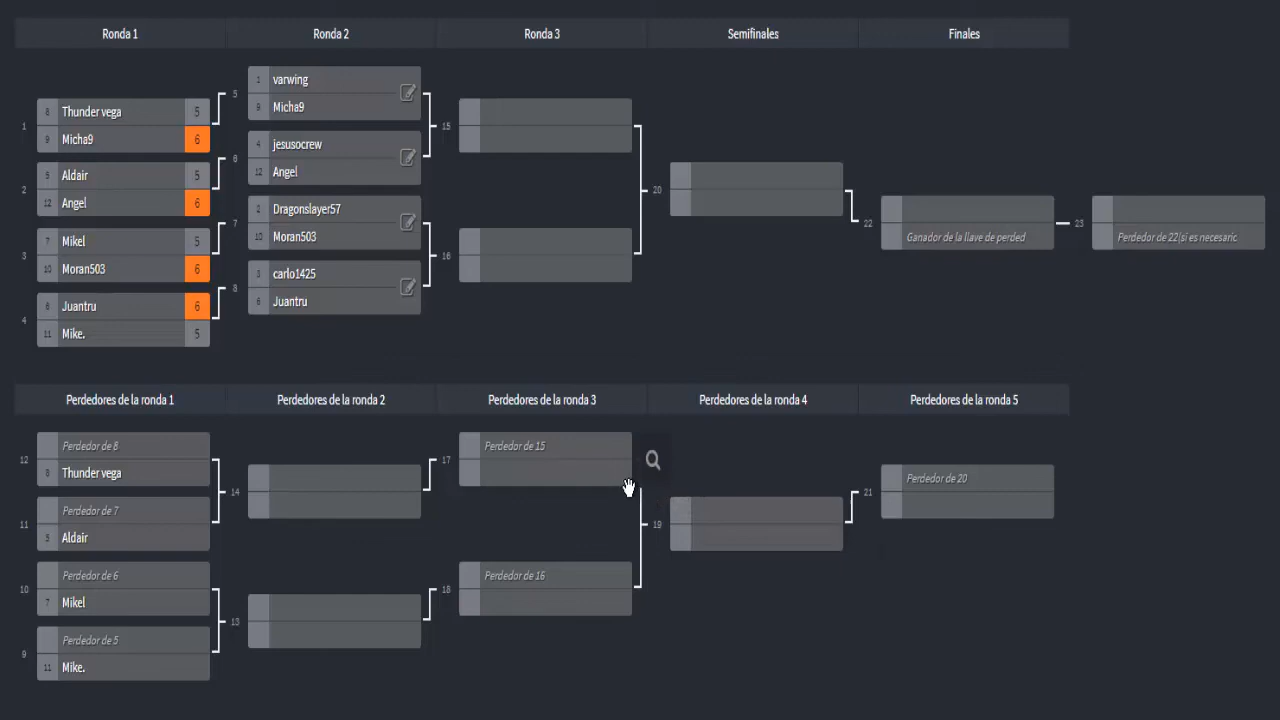 Ronda 1
Ronda 2
Ronda 3
Semifinales
Finales
1
8 Thunder vega 5
9 Micha9 6
2
5 Aldair 5
12 Angel 6
3
7 Mikel 5
10 Moran503 6
4
6 Juantru 6
11 Mike. 5
5
1 varwing
9 Micha9
6
4 jesusocrew
12 Angel
7
2 Dragonslayer57
10 Moran503
8
3 carlo1425
6 Juantru
15
16
20
22
Ganador de la llave de perded
23
Perdedor de 22(si es necesaric
Perdedores de la ronda 1
Perdedores de la ronda 2
Perdedores de la ronda 3
Perdedores de la ronda 4
Perdedores de la ronda 5
12
Perdedor de 8
8 Thunder vega
11
Perdedor de 7
5 Aldair
10
Perdedor de 6
7 Mikel
9
Perdedor de 5
11 Mike.
14
13
17
Perdedor de 15
18
Perdedor de 16
19
21
Perdedor de 20